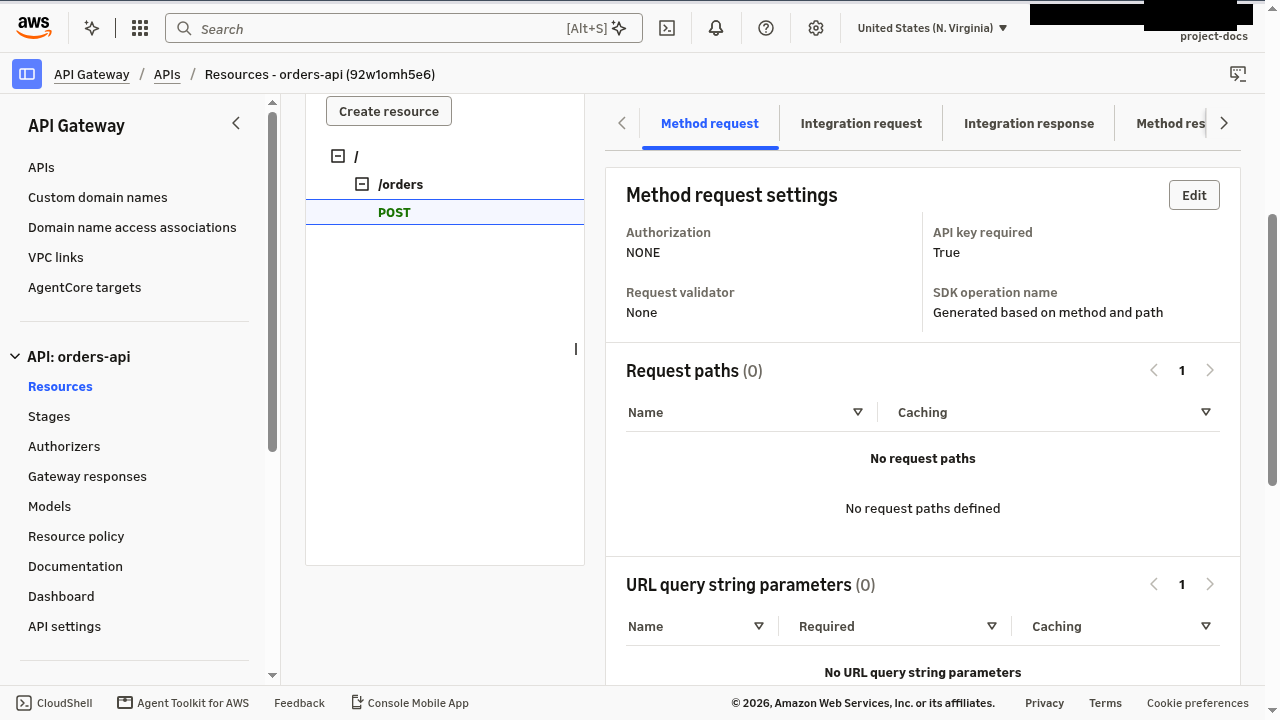 aws
Search [Alt+S]
United States (N. Virginia)
project-docs
API Gateway / APIs / Resources - orders-api (92w1omh5e6)
API Gateway
APIs
Custom domain names
Domain name access associations
VPC links
AgentCore targets
API: orders-api
Resources
Stages
Authorizers
Gateway responses
Models
Resource policy
Documentation
Dashboard
API settings
Create resource
/
/orders
POST
Method request
Integration request
Integration response
Method res
Method request settings
Edit
Authorization
NONE
API key required
True
Request validator
None
SDK operation name
Generated based on method and path
Request paths (0)
1
Name
Caching
No request paths
No request paths defined
URL query string parameters (0)
1
Name
Required
Caching
No URL query string parameters
CloudShell
Agent Toolkit for AWS
Feedback
Console Mobile App
© 2026, Amazon Web Services, Inc. or its affiliates.
Privacy
Terms
Cookie preferences